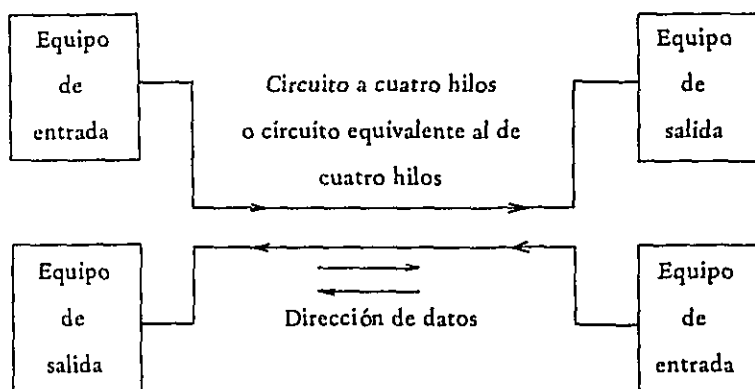 Equipo
de
entrada
Circuito a cuatro hilos
o circuito equivalente al de
cuatro hilos
Equipo
de
salida
Equipo
de
salida
Dirección de datos
Equipo
de
entrada